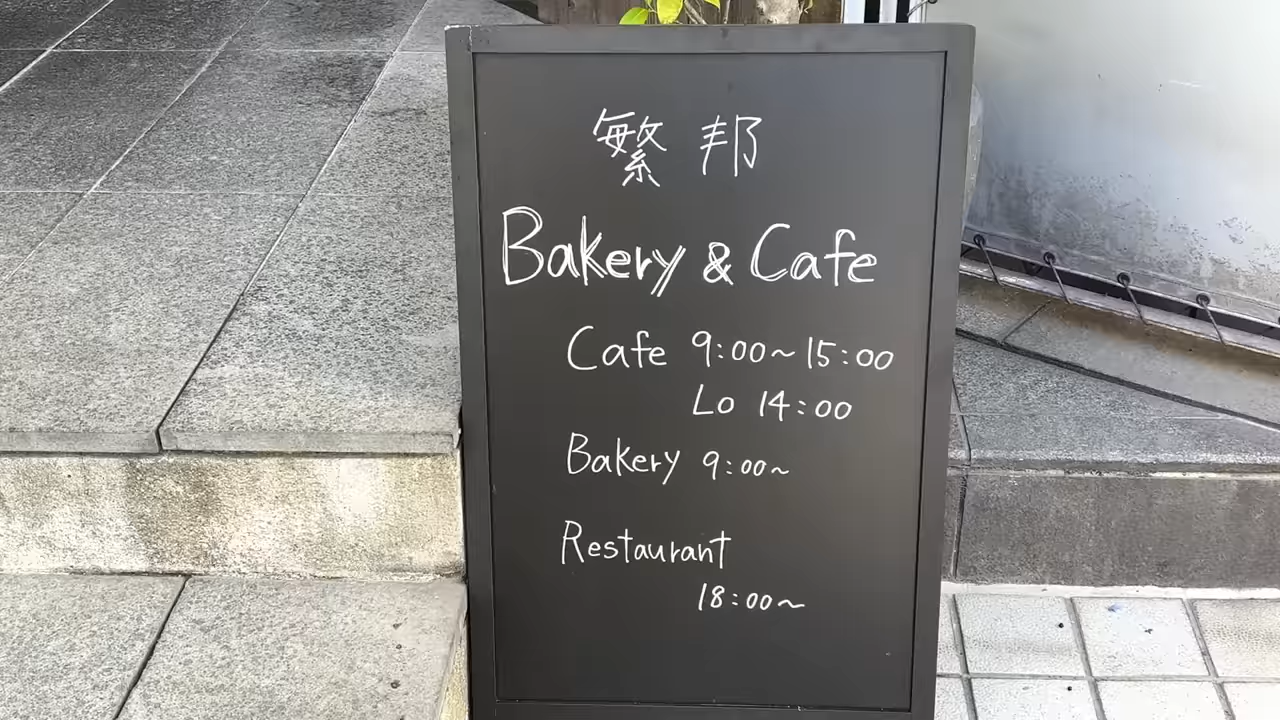 繁邦
Bakery & Cafe
Cafe 9:00~15:00
Lo 14:00
Bakery 9:00~
Restaurant
18:00~